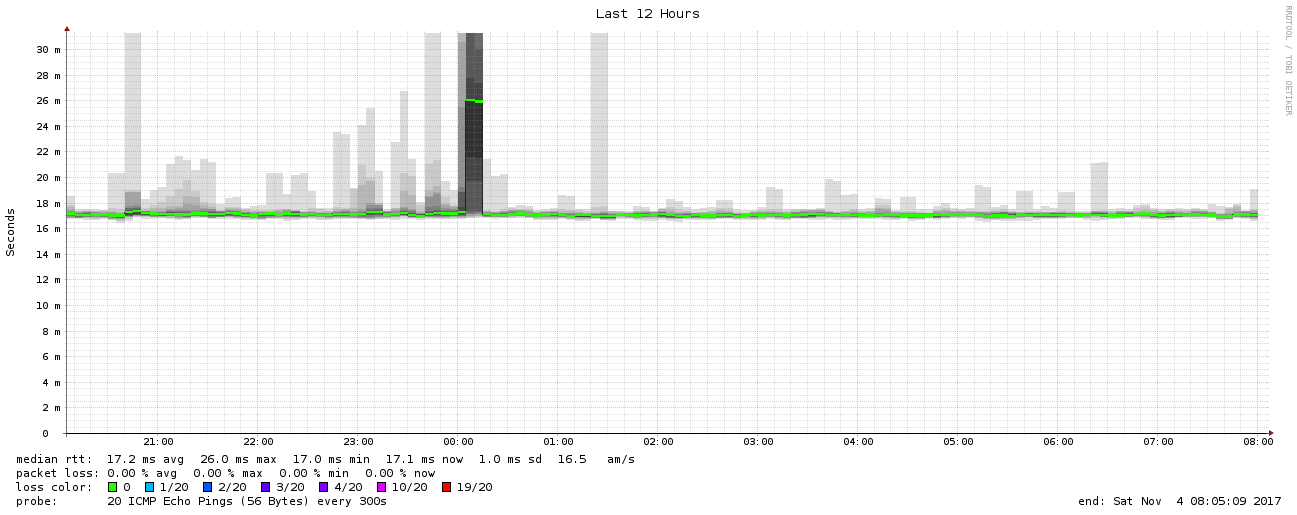 Last 12 Hours
RRDTOOL / TOBI OETIKER
Seconds
30 m
28 m
26 m
24 m
22 m
20 m
18 m
16 m
14 m
12 m
10 m
8 m
6 m
4 m
2 m
0
21:00 22:00 23:00 00:00 01:00 02:00 03:00 04:00 05:00 06:00 07:00 08:00
median rtt: 17.2 ms avg 26.0 ms max 17.0 ms min 17.1 ms now 1.0 ms sd 16.5 am/s
packet loss: 0.00 % avg 0.00 % max 0.00 % min 0.00 % now
loss color: 0 1/20 2/20 3/20 4/20 10/20 19/20
probe: 20 ICMP Echo Pings (56 Bytes) every 300s
end: Sat Nov 4 08:05:09 2017